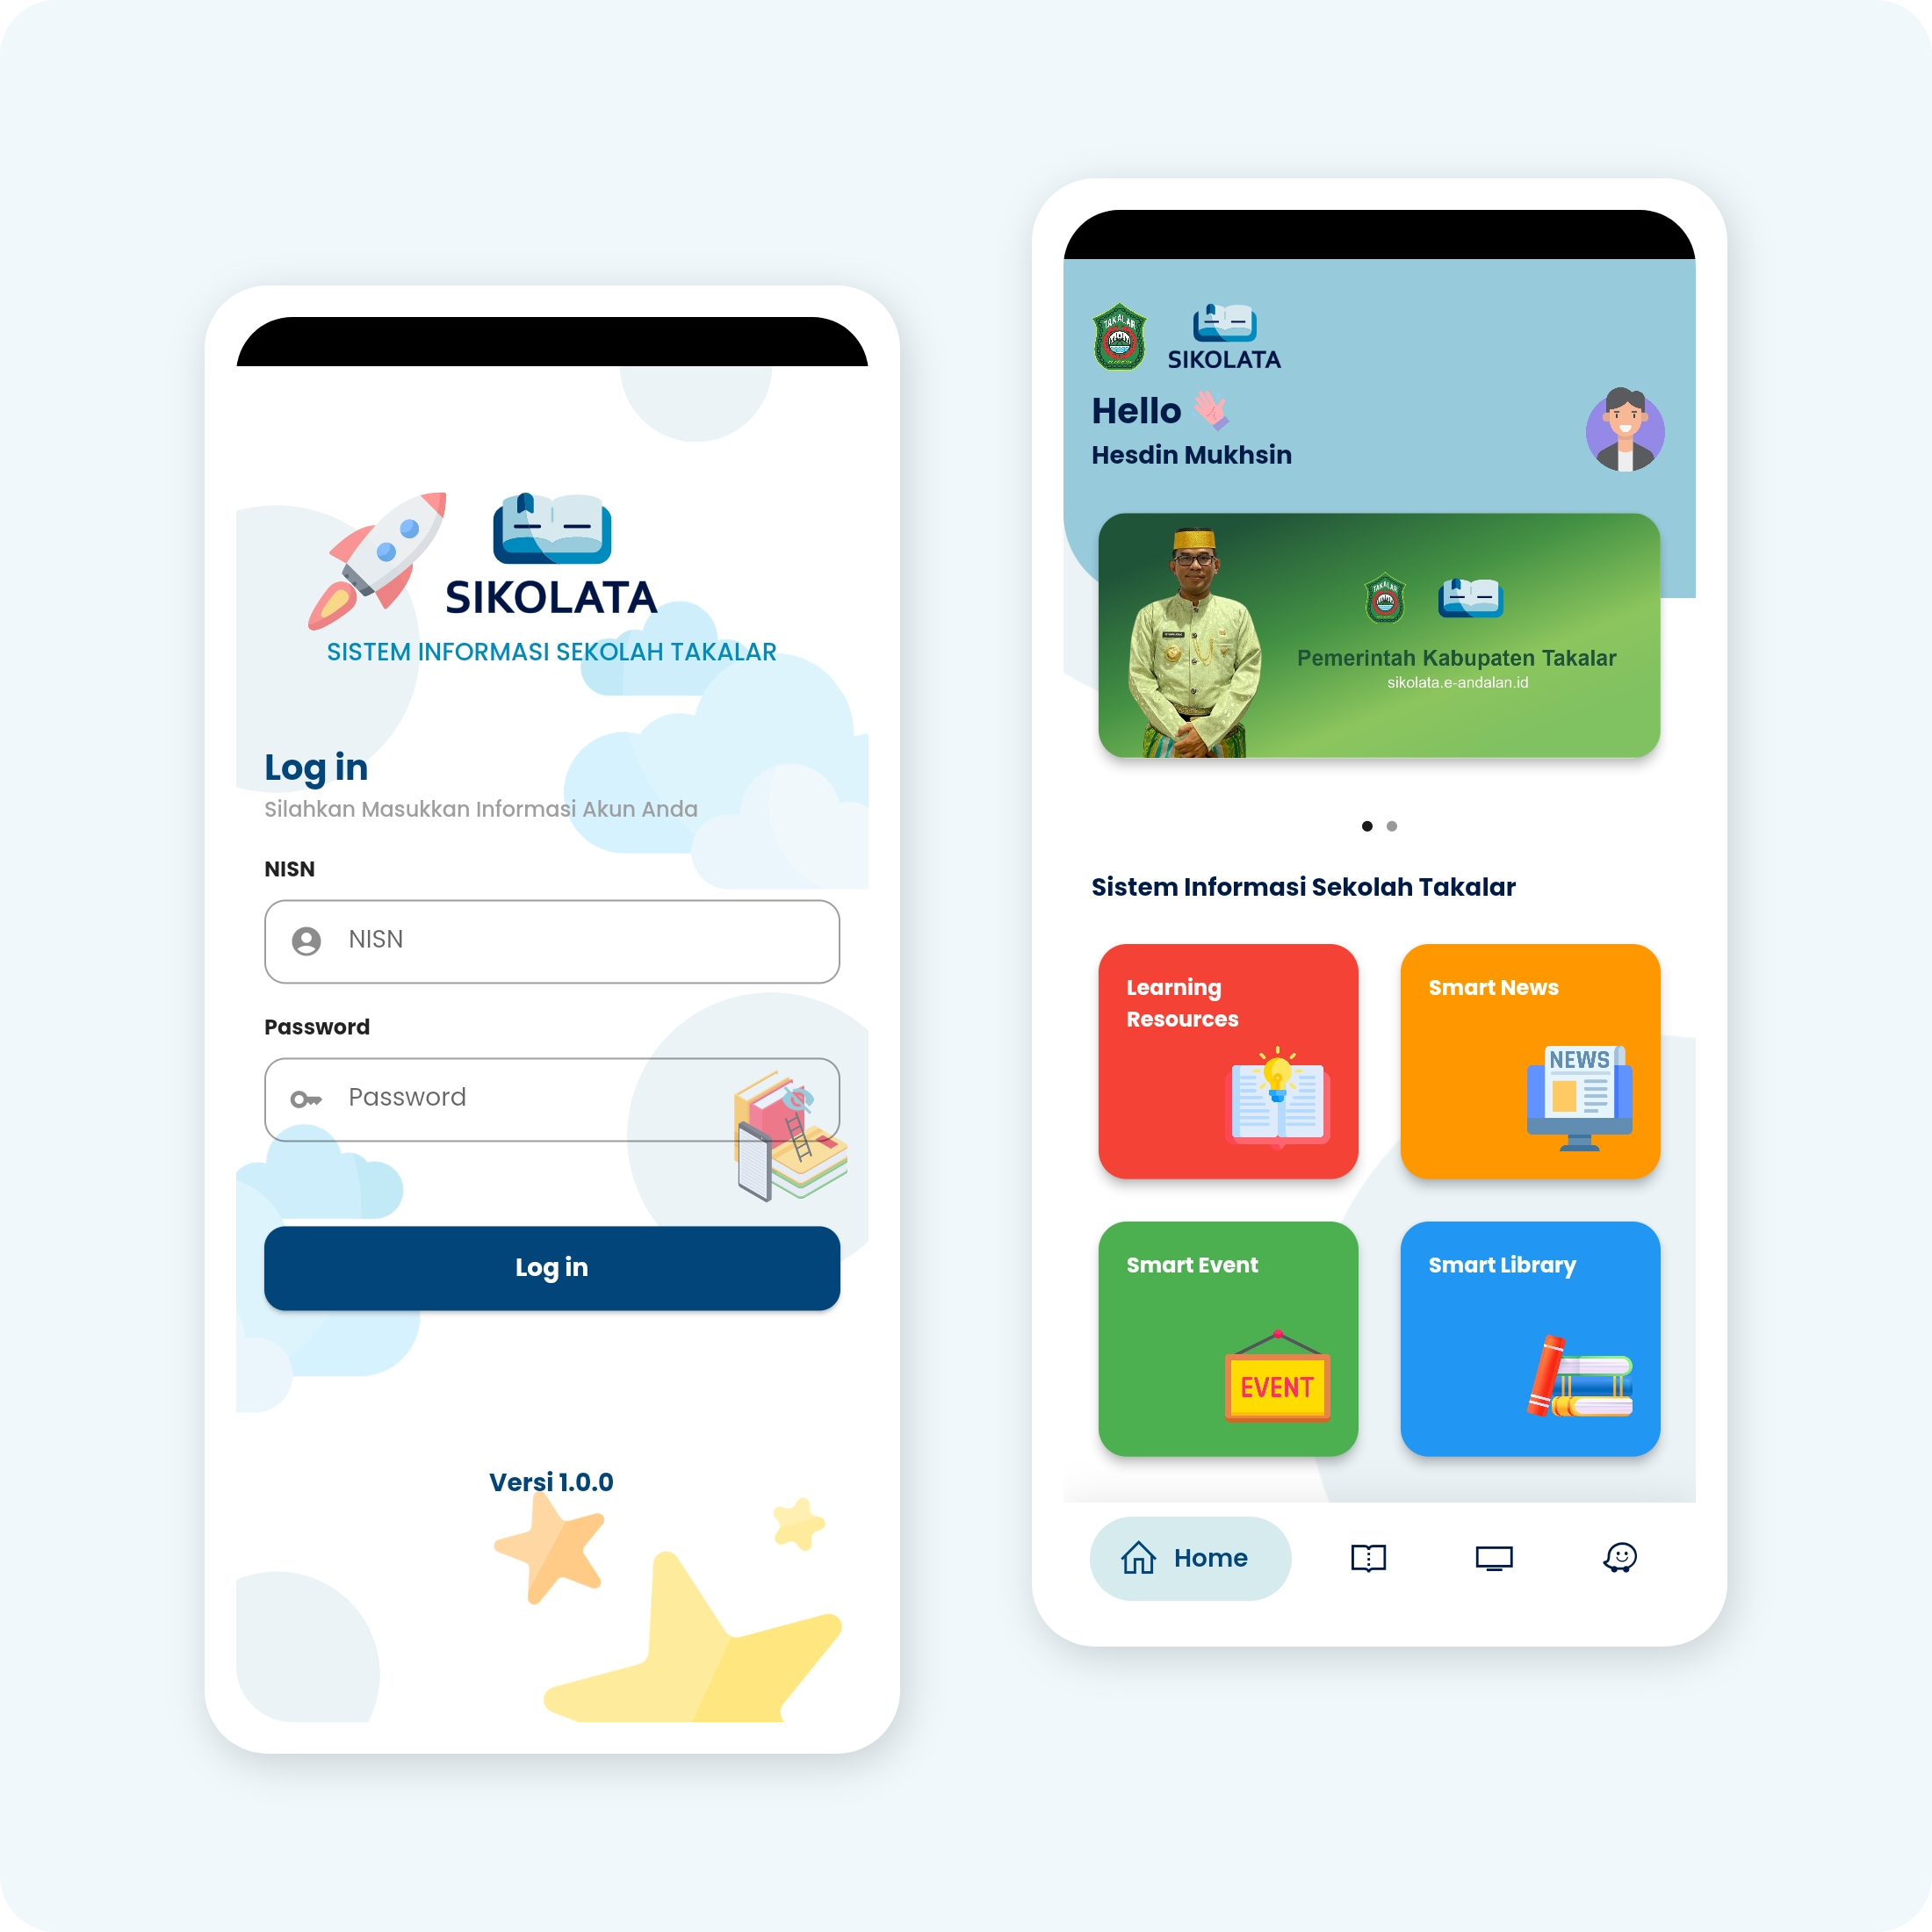 SIKOLATA
SISTEM INFORMASI SEKOLAH TAKALAR
Log in
Silahkan Masukkan Informasi Akun Anda
NISN
NISN
Password
Password
Log in
Versi 1.0.0
TAKALAR
SIKOLATA
Hello
Hesdin Mukhsin
TAKALAR
Pemerintah Kabupaten Takalar
sikolata.e-andalan.id
Sistem Informasi Sekolah Takalar
Learning
Resources
Smart News
NEWS
Smart Event
EVENT
Smart Library
Home